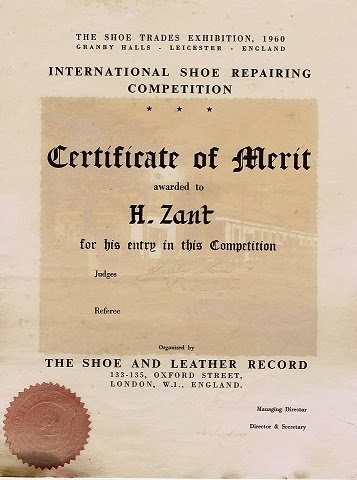 THE SHOE TRADES EXHIBITION, 1960
GRANBY HALLS - LEICESTER - ENGLAND
INTERNATIONAL SHOE REPAIRING
COMPETITION
Certificate of Merit
awarded to
H. Zant
for his entry in this Competition
Judges
Referee
Organised by
THE SHOE AND LEATHER RECORD
133-135, OXFORD STREET,
LONDON, W.1., ENGLAND.
Managing Director
Director & Secretary